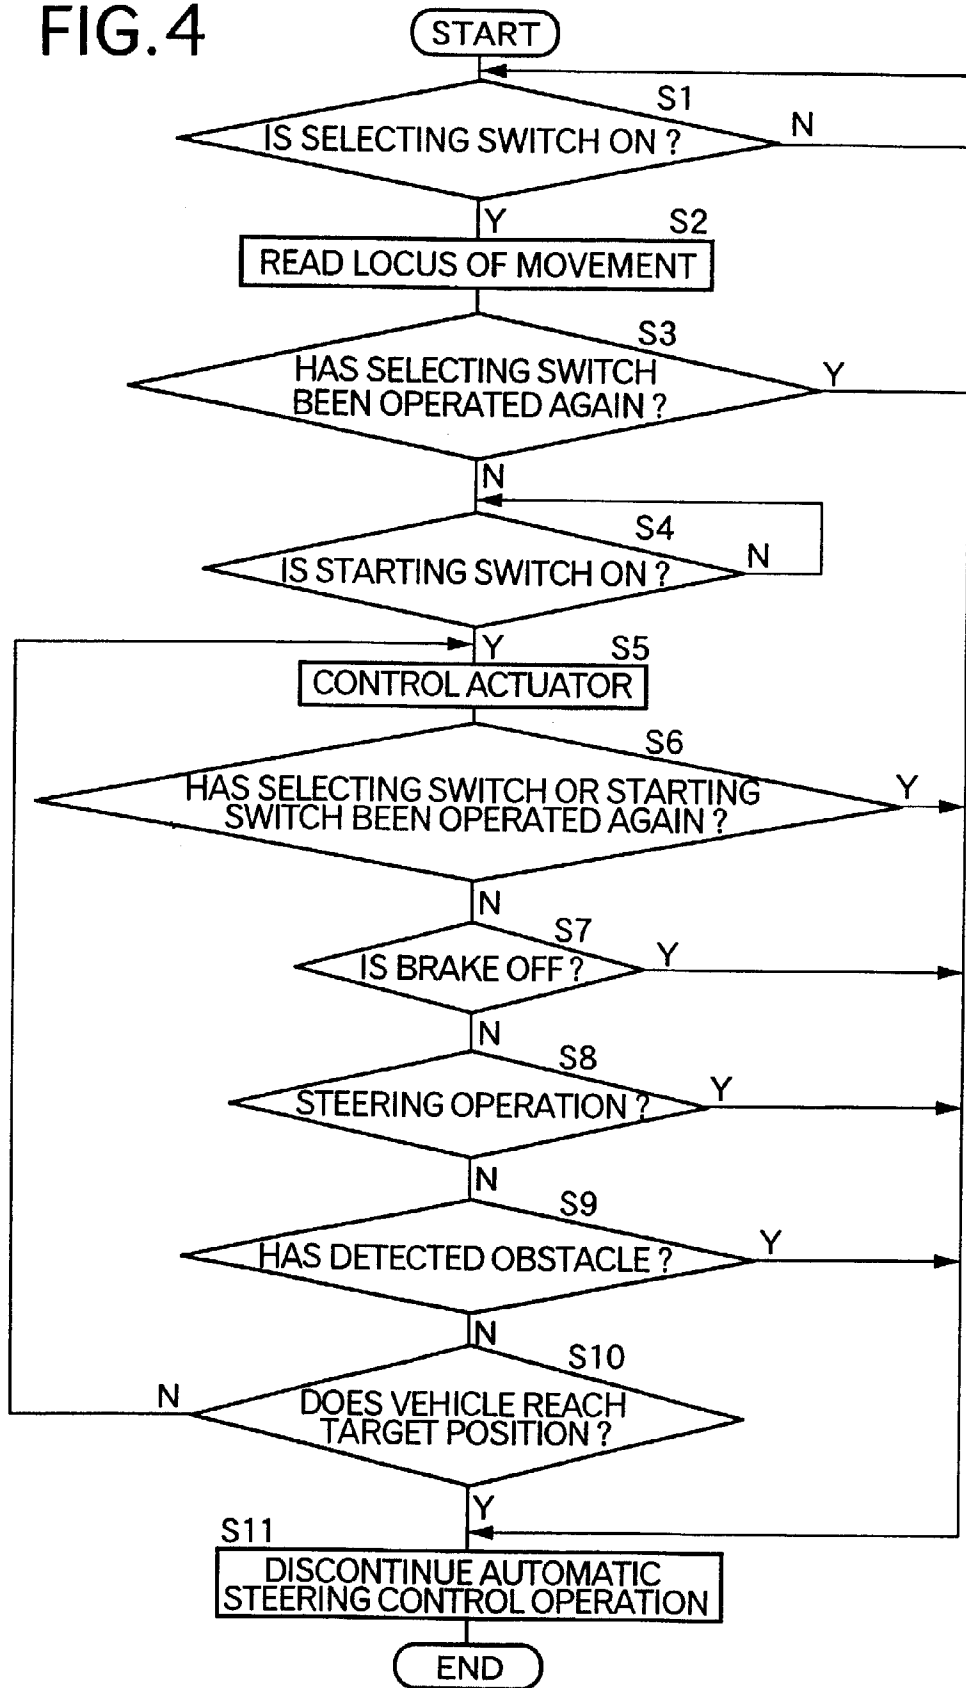 FIG.4
START
S1
IS SELECTING SWITCH ON ?
N
Y
S2
READ LOCUS OF MOVEMENT
S3
HAS SELECTING SWITCH
BEEN OPERATED AGAIN ?
Y
N
S4
IS STARTING SWITCH ON ?
N
Y
S5
CONTROL ACTUATOR
S6
HAS SELECTING SWITCH OR STARTING
SWITCH BEEN OPERATED AGAIN ?
Y
N
S7
IS BRAKE OFF ?
Y
N
S8
STEERING OPERATION ?
Y
N
S9
HAS DETECTED OBSTACLE ?
Y
N
S10
N
DOES VEHICLE REACH
TARGET POSITION ?
Y
S11
DISCONTINUE AUTOMATIC
STEERING CONTROL OPERATION
END